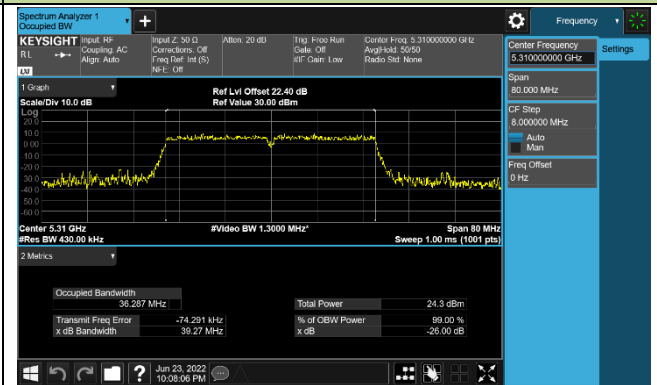 Spectrum Analyzer 1
Occupied BW
Frequency
KEYSIGHT
RL
LXI
Input: RF
Coupling: AC
Align: Auto
Input Z: 50 Ω
Corrections: Off
Freq Ref: Int (S)
NFE: Off
Atten: 20 dB
Trig: Free Run
Gate: Off
#IF Gain: Low
Center Freq: 5.310000000 GHz
Avg|Hold: 50/50
Radio Std: None
Center Frequency
5.310000000 GHz
Settings
Span
80.000 MHz
CF Step
8.000000 MHz
Auto
Man
Freq Offset
0 Hz
1 Graph
Scale/Div 10.0 dB
Ref Lvl Offset 22.40 dB
Ref Value 30.00 dBm
Log
20.0
10.0
0.00
-10.0
-20.0
-30.0
-40.0
-50.0
-60.0
Center 5.31 GHz
#Res BW 430.00 kHz
#Video BW 1.3000 MHz*
Span 80 MHz
Sweep 1.00 ms (1001 pts)
2 Metrics
Occupied Bandwidth
36.287 MHz
Total Power 24.3 dBm
Transmit Freq Error -74.291 kHz
% of OBW Power 99.00 %
x dB Bandwidth 39.27 MHz
x dB -26.00 dB
?
Jun 23, 2022
10:08:06 PM